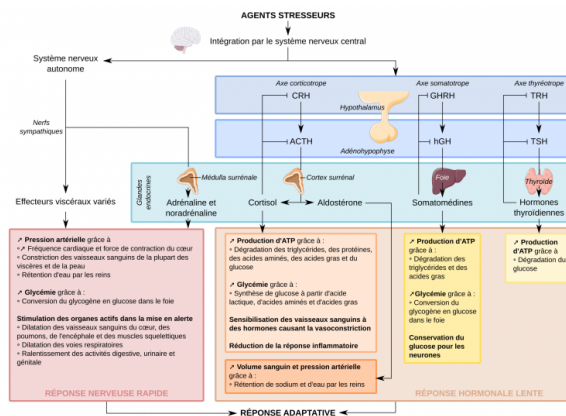 AGENTS STRESSEURS
Intégration par le système nerveux central
Système nerveux
autonome
Nerfs
sympathiques
Axe corticotrope
Axe somatotrope
Axe thyréotrope
CRH
GHRH
TRH
Hypothalamus
ACTH
hGH
TSH
Adénohypophyse
Glandes
endocrines
Médulla surrénale
Cortex surrénal
Foie
Thyroïde
Effecteurs viscéraux variés
Adrénaline et
noradrénaline
Cortisol
Aldostérone
Somatomédines
Hormones
thyroïdiennes
↗ Pression artérielle grâce à
∘ ↗ Fréquence cardiaque et force de contraction du cœur
∘ Constriction des vaisseaux sanguins de la plupart des
viscères et de la peau
∘ Rétention d'eau par les reins
↗ Glycémie grâce à :
∘ Conversion du glycogène en glucose dans le foie
Stimulation des organes actifs dans la mise en alerte
∘ Dilatation des vaisseaux sanguins du cœur, des
poumons, de l'encéphale et des muscles squelettiques
∘ Dilatation des voies respiratoires
∘ Ralentissement des activités digestive, urinaire et
génitale
RÉPONSE NERVEUSE RAPIDE
↗ Production d'ATP grâce à :
∘ Dégradation des triglycérides, des protéines,
des acides aminés, des acides gras et du
glucose
↗ Glycémie grâce à :
∘ Synthèse de glucose à partir d'acide
lactique, d'acides aminés et d'acides gras
Sensibilisation des vaisseaux sanguins à
des hormones causant la vasoconstriction
Réduction de la réponse inflammatoire
↗ Volume sanguin et pression artérielle
grâce à :
∘ Rétention de sodium et d'eau par les reins
↗ Production d'ATP grâce
à :
∘ Dégradation des
triglycérides et des
acides gras
↗Glycémie grâce à :
∘ Conversion du
glycogène en glucose
dans le foie
Conservation du
glucose pour les
neurones
↗ Production
d'ATP grâce à :
∘ Dégradation du
glucose
RÉPONSE HORMONALE LENTE
RÉPONSE ADAPTATIVE